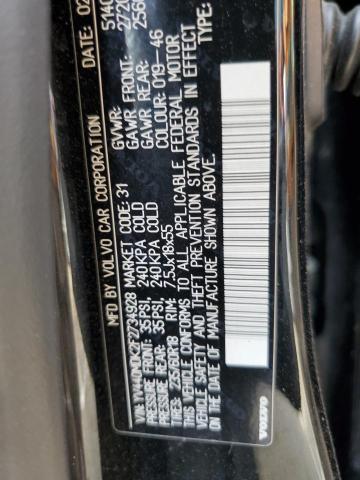 MFD BY VOLVO CAR CORPORATION DATE: 02
GVWR: 5140
GAWR FRONT: 2720
GAWR REAR: 256
VIN: YV4940NK2F2734928 MARKET CODE: 31 COLOUR: 019-46
PRESSURE FRONT: 35PSI, 240KPA COLD
PRESSURE REAR: 35PSI, 240KPA COLD
TIRES: 235/60R18 RIM: 7.5Jx18x55
THIS VEHICLE CONFORMS TO ALL APPLICABLE FEDERAL MOTOR
VEHICLE SAFETY AND THEFT PREVENTION STANDARDS IN EFFECT
ON THE DATE OF MANUFACTURE SHOWN ABOVE.
VOLVO